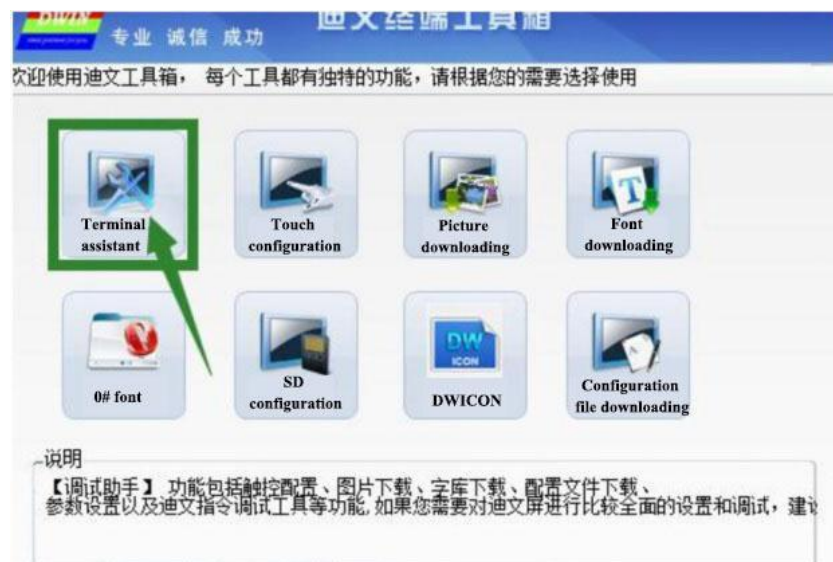 DWIN
专业 诚信 成功
迪文终端工具箱
欢迎使用迪文工具箱， 每个工具都有独特的功能，请根据您的需要选择使用
Terminal
assistant
Touch
configuration
Picture
downloading
Font
downloading
0# font
SD
configuration
DW
ICON
DWICON
Configuration
file downloading
说明
【调试助手】 功能包括触控配置、图片下载、字库下载、配置文件下载、
参数设置以及迪文指令调试工具等功能,如果您需要对迪文屏进行比较全面的设置和调试，建议